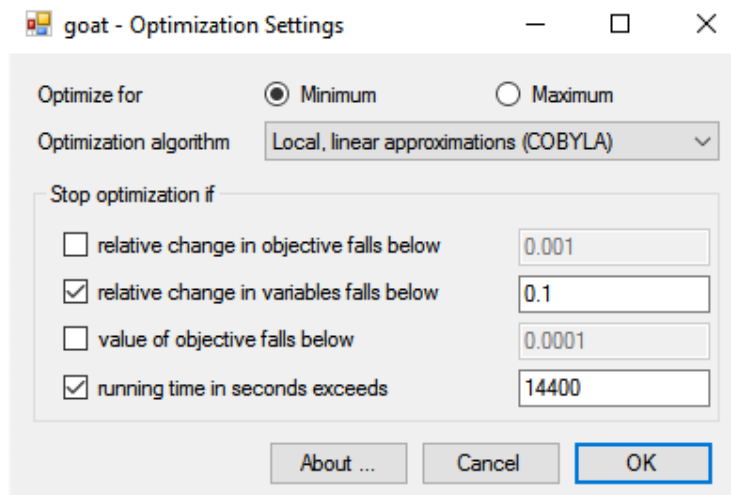 goat - Optimization Settings
Optimize for Minimum Maximum
Optimization algorithm Local, linear approximations (COBYLA)
Stop optimization if
relative change in objective falls below 0.001
relative change in variables falls below 0.1
value of objective falls below 0.0001
running time in seconds exceeds 14400
About ... Cancel OK